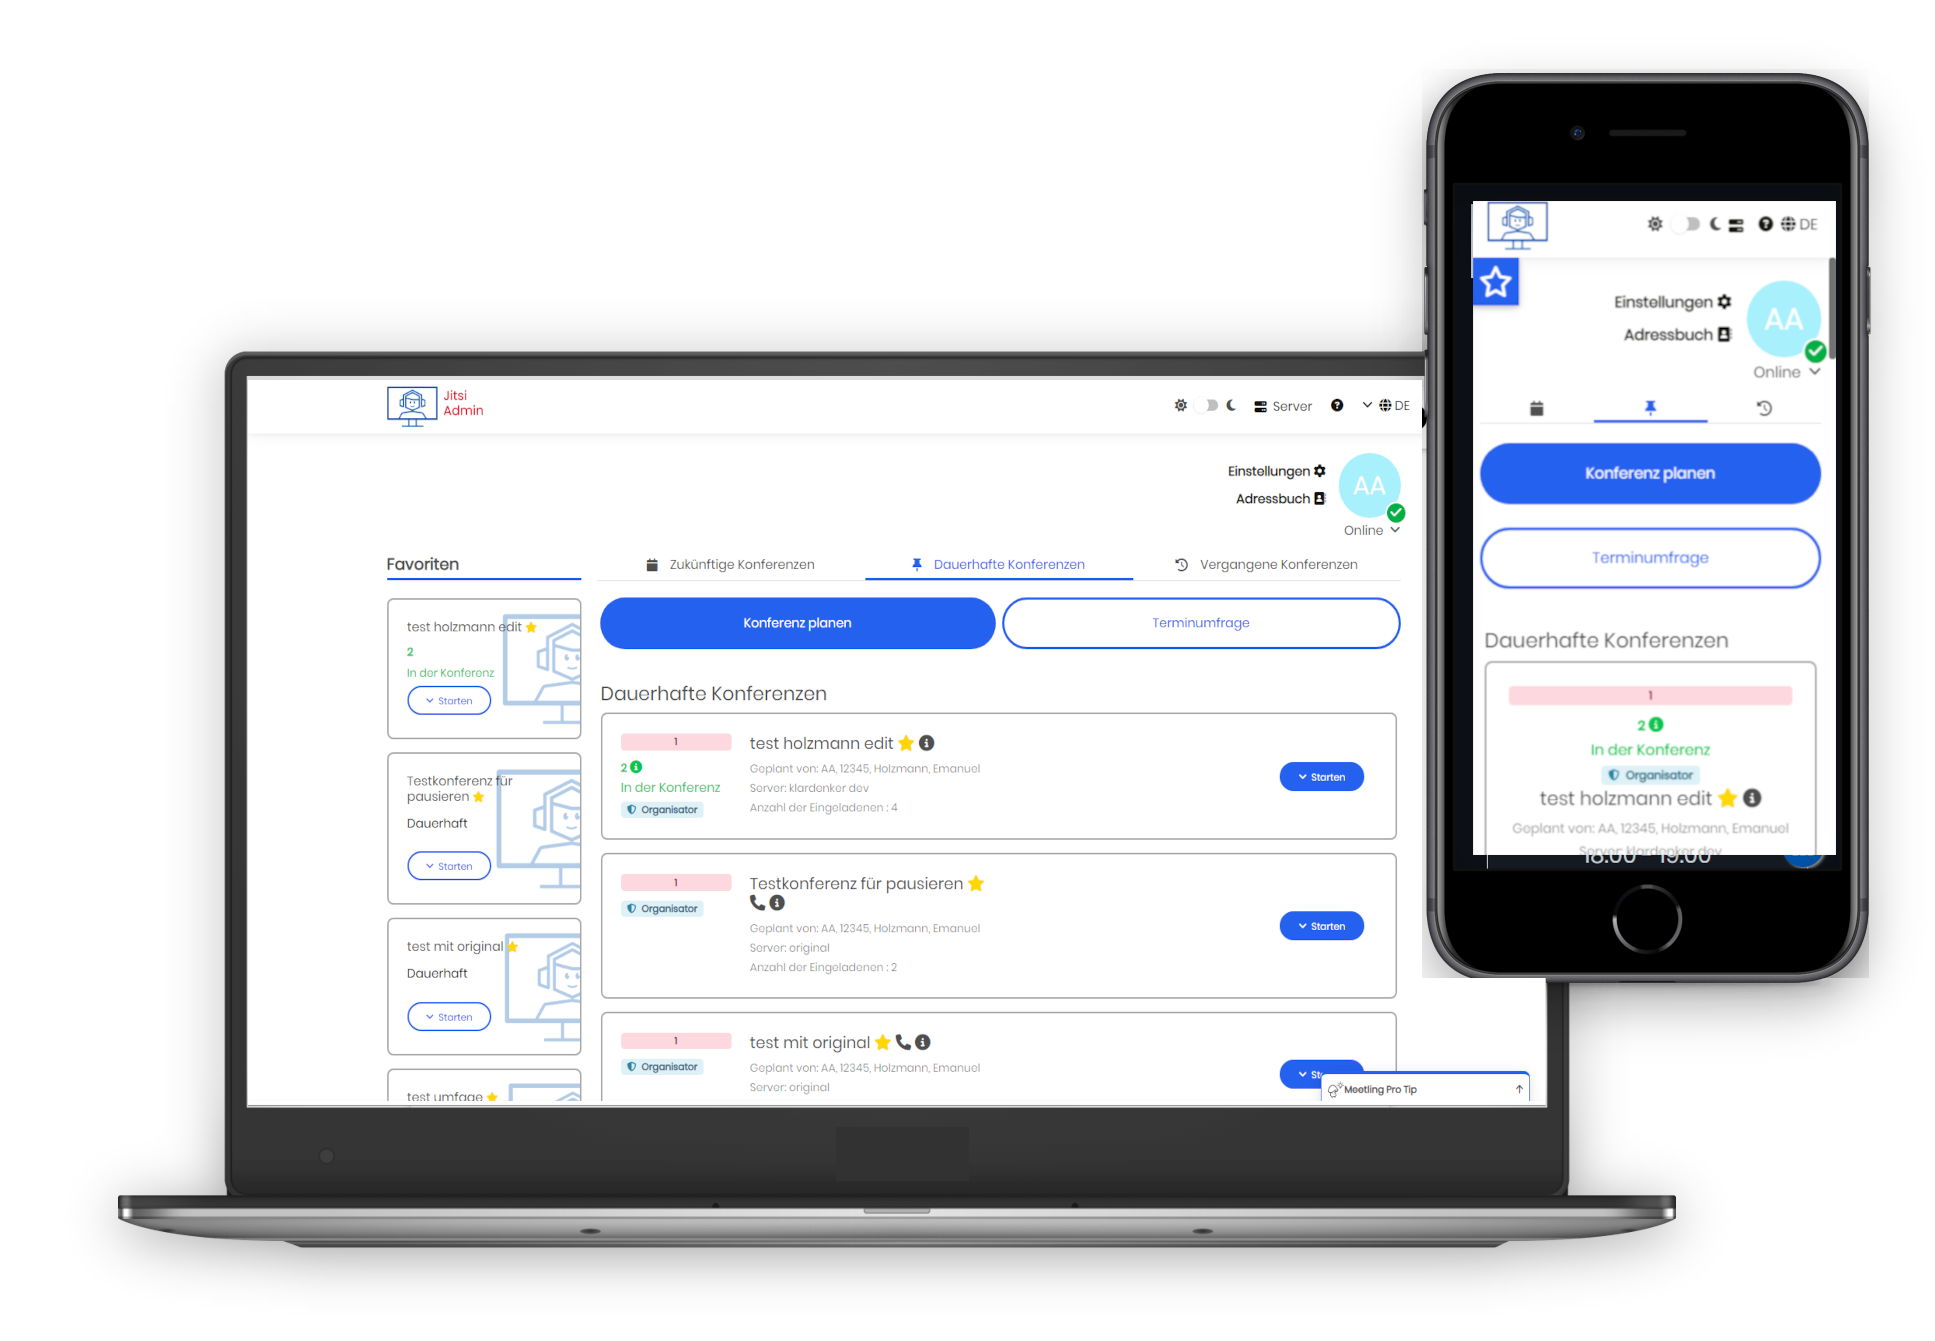 Jitsi
Admin
Server
DE
Einstellungen
Adressbuch
AA
Online
Favoriten
Zukünftige Konferenzen
Dauerhafte Konferenzen
Vergangene Konferenzen
test holzmann edit
2
In der Konferenz
Starten
Testkonferenz für
pausieren
Dauerhaft
Starten
test mit original
Dauerhaft
Starten
test umfage
Konferenz planen
Terminumfrage
Dauerhafte Konferenzen
1
2
In der Konferenz
Organisator
test holzmann edit
Geplant von: AA, 12345, Holzmann, Emanuel
Server: klardenker dev
Anzahl der Eingeladenen : 4
Starten
1
Organisator
Testkonferenz für pausieren
Geplant von: AA, 12345, Holzmann, Emanuel
Server: original
Anzahl der Eingeladenen : 2
Starten
1
Organisator
test mit original
Geplant von: AA, 12345, Holzmann, Emanuel
Server: original
St
Meetling Pro Tip
DE
Einstellungen
Adressbuch
AA
Online
Konferenz planen
Terminumfrage
Dauerhafte Konferenzen
1
2
In der Konferenz
Organisator
test holzmann edit
Geplant von: AA, 12345, Holzmann, Emanuel
Server: klardenker dev
18:00 - 19:00